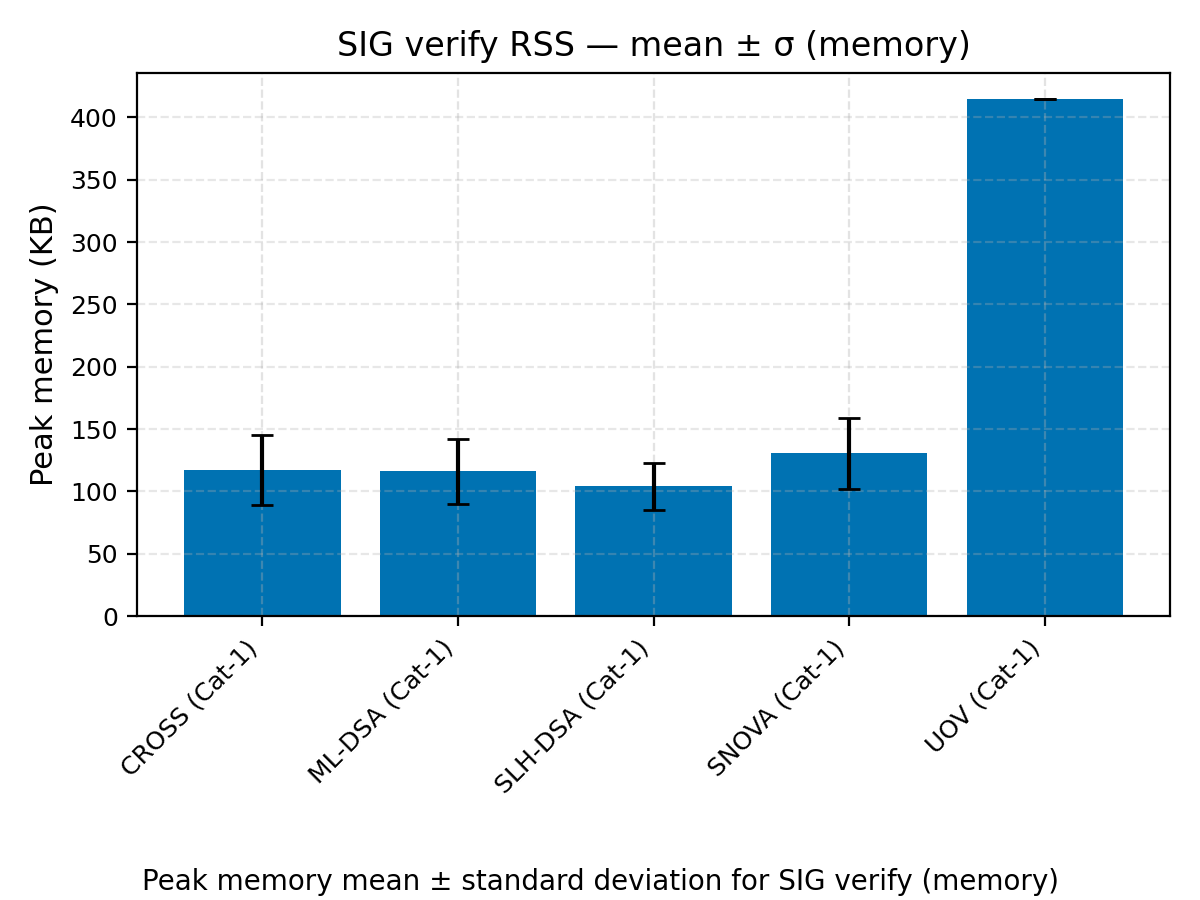 SIG verify RSS — mean ± σ (memory)
Peak memory (KB)
400
350
300
250
200
150
100
50
0
CROSS (Cat-1)
ML-DSA (Cat-1)
SLH-DSA (Cat-1)
SNOVA (Cat-1)
UOV (Cat-1)
Peak memory mean ± standard deviation for SIG verify (memory)